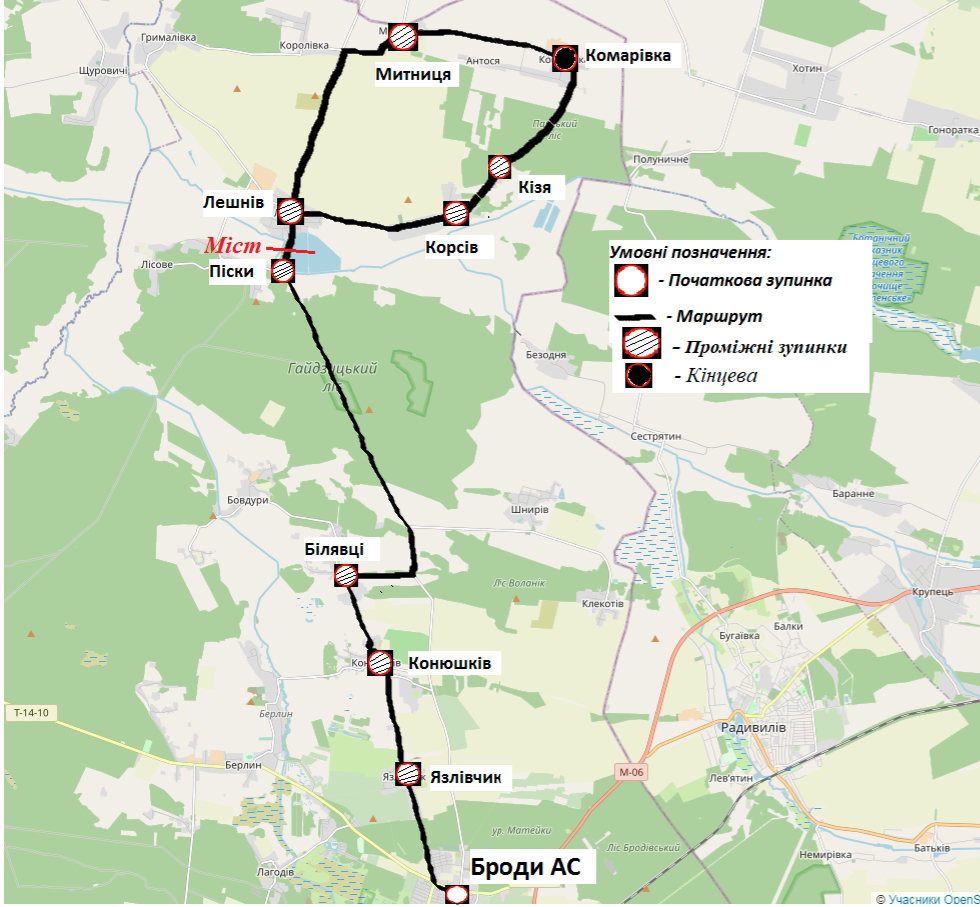 Грималівка
Королівка
Антося
Комарівка
Щуровичі
Митниця
Хотин
Гоноратка
Панський
ліс
Полуничне
Кізя
Лешнів
Корсів
Міст
Лісове
Піски
Умовні позначення:
- Початкова зупинка
- Маршрут
- Проміжні зупинки
- Кінцева
Ботанічний
Безодня
Гайдзицький
ліс
Сестрятин
Бовдури
Шнирів
Баранне
Білявці
Ліс Воланік
Клекотів
Крупець
Балки
Бугаївка
Конюшків
Т-14-10
Берлин
Радивилів
Берлин
Язлівчик
М-06
Лев'ятин
ур. Матейки
Ліс Бродівський
Батьків
Немирівка
Броди АС
Лагодів
© Учасники OpenS